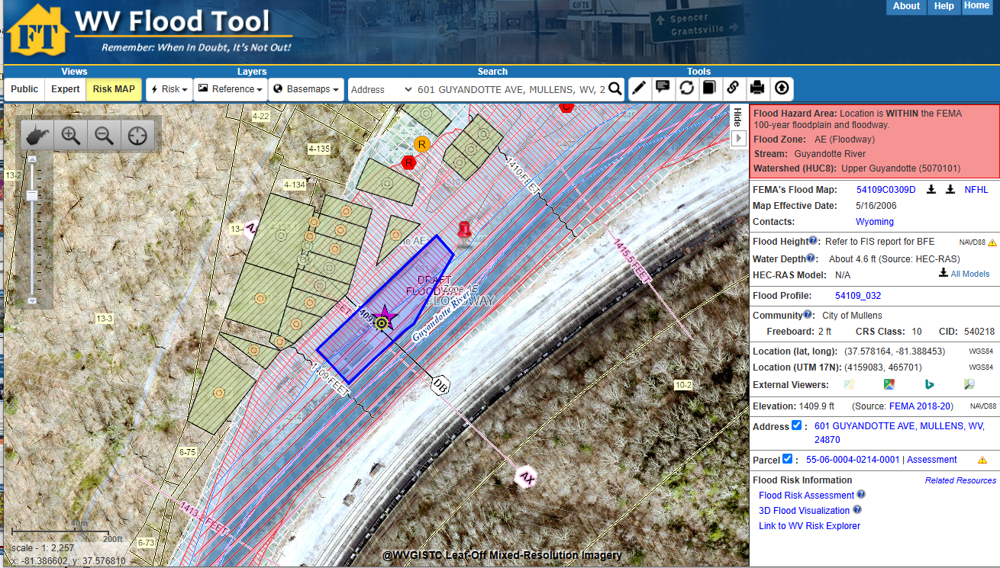 FT
WV Flood Tool
Remember: When In Doubt, It's Not Out!
GIFTS
Spencer
Grantsville
About
Help
Home
Views
Layers
Search
Tools
Public
Expert
Risk MAP
Risk
Reference
Basemaps
Address
601 GUYANDOTTE AVE, MULLENS, WV, 2
Hide
4-22
4-135
4-134
13-2
13-3
6-75
6-73
10-2
R
R
C
AX
AX
DB
1410 FEET
1415.5 FEET
1409 FEET
DRAFT
Zone AE
Guyandotte River
200ft
scale - 1: 2,257
x: -81.386602, y: 37.576810
@WVGISTC Leaf-Off Mixed-Resolution Imagery
Flood Hazard Area: Location is WITHIN the FEMA
100-year floodplain and floodway.
Flood Zone: AE (Floodway)
Stream: Guyandotte River
Watershed (HUC8): Upper Guyandotte (5070101)
FEMA's Flood Map: 54109C0309D NFHL
Map Effective Date: 5/16/2006
Contacts: Wyoming
Flood Height: Refer to FIS report for BFE NAVD88
Water Depth: About 4.6 ft (Source: HEC-RAS)
HEC-RAS Model: N/A All Models
Flood Profile: 54109_032
Community: City of Mullens
Freeboard: 2 ft CRS Class: 10 CID: 540218
Location (lat, long): (37.578164, -81.388453) WGS84
Location (UTM 17N): (4159083, 465701) WGS84
External Viewers:
Elevation: 1409.9 ft (Source: FEMA 2018-20) NAVD88
Address : 601 GUYANDOTTE AVE, MULLENS, WV,
24870
Parcel : 55-06-0004-0214-0001 | Assessment
Flood Risk Information Related Resources
Flood Risk Assessment
3D Flood Visualization
Link to WV Risk Explorer